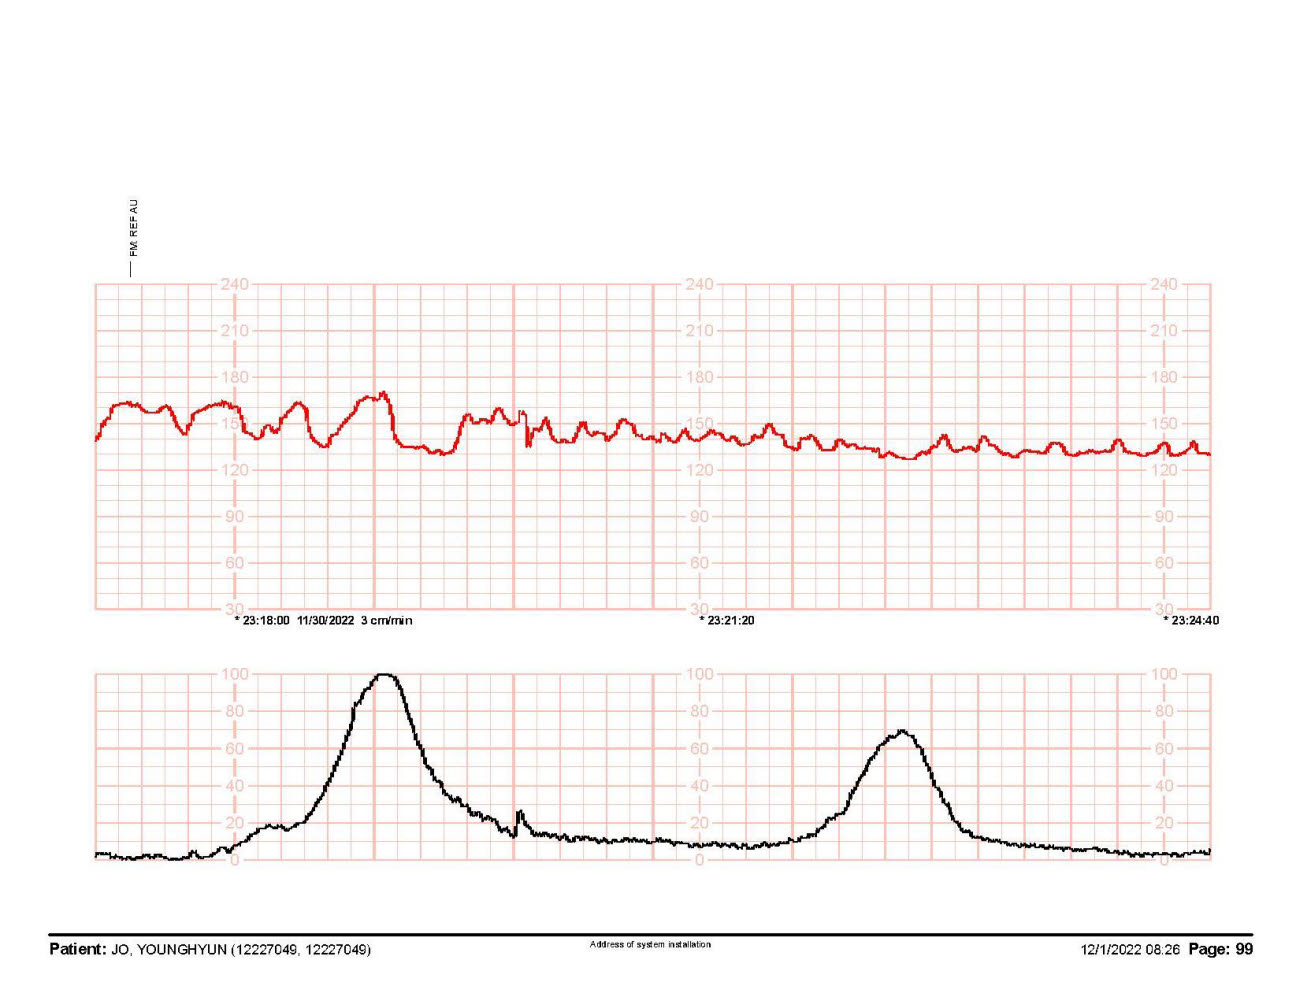 FM: REF AU
240 240 240
210 210 210
180 180 180
150 150 150
120 120 120
90 90 90
60 60 60
30 30 30
* 23:18:00 11/30/2022 3 cm/min * 23:21:20 * 23:24:40
100 100 100
80 80 80
60 60 60
40 40 40
20 20 20
0 0 0
Patient: JO, YOUNGHYUN (12227049, 12227049) Address of system installation 12/1/2022 08:26 Page: 99